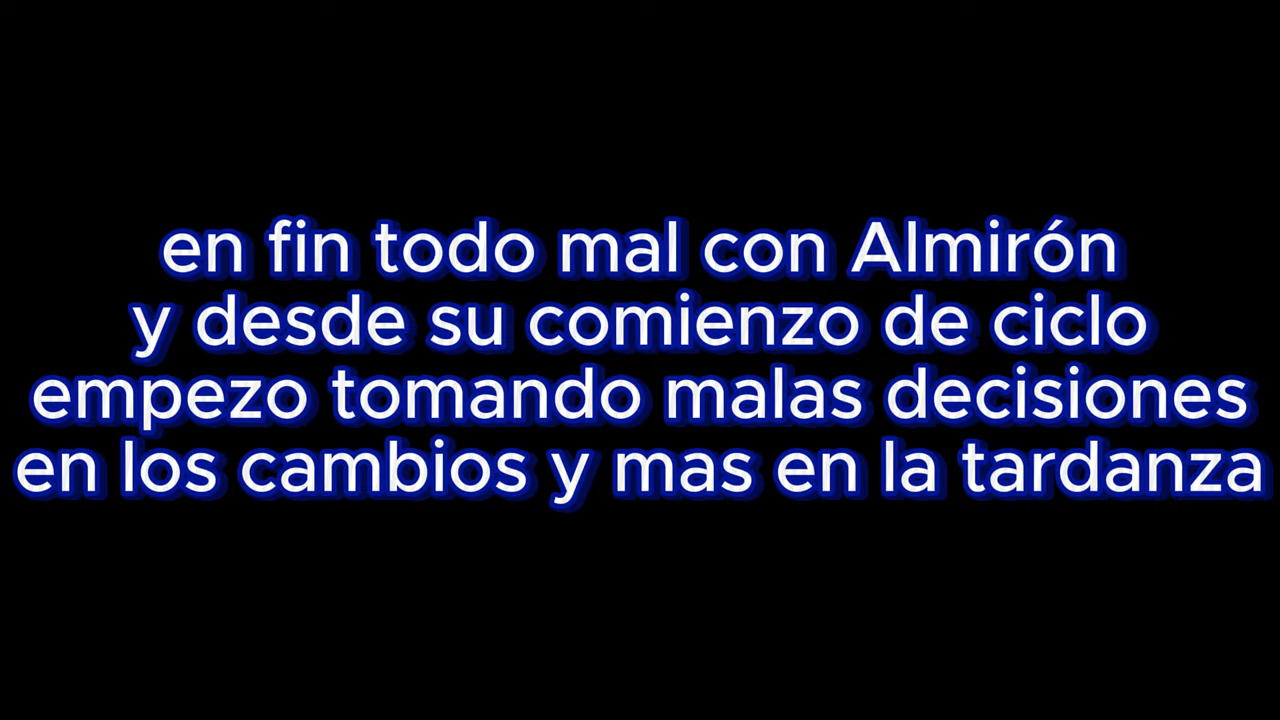 en fin todo mal con Almirón
y desde su comienzo de ciclo
empezo tomando malas decisiones
en los cambios y mas en la tardanza